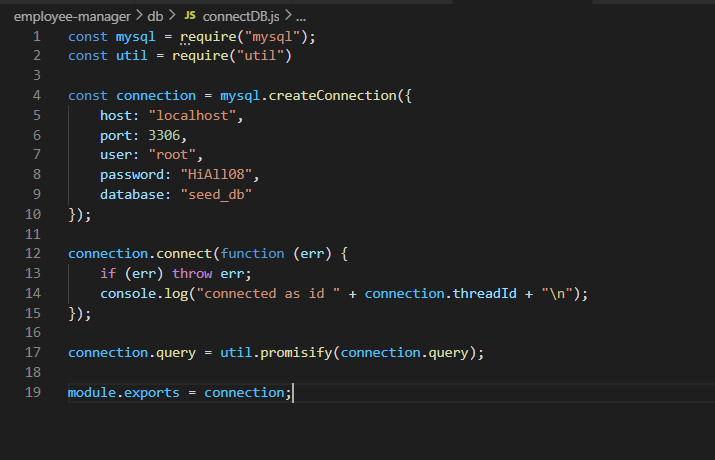 employee-manager > db > JS connectDB.js > ...
1 const mysql = require("mysql");
2 const util = require("util")
3
4 const connection = mysql.createConnection({
5     host: "localhost",
6     port: 3306,
7     user: "root",
8     password: "HiAll08",
9     database: "seed_db"
10 });
11
12 connection.connect(function (err) {
13     if (err) throw err;
14     console.log("connected as id " + connection.threadId + "\n");
15 });
16
17 connection.query = util.promisify(connection.query);
18
19 module.exports = connection;